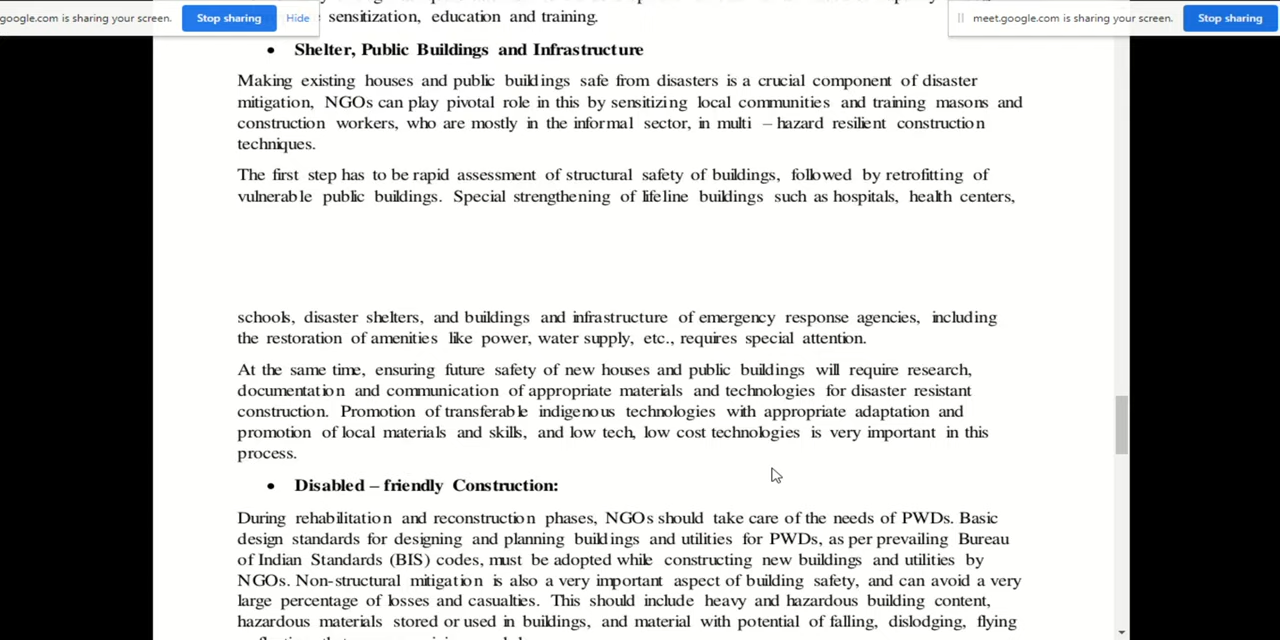 google.com is sharing your screen. Stop sharing Hide
meet.google.com is sharing your screen. Stop sharing
sensitization, education and training.
• Shelter, Public Buildings and Infrastructure
Making existing houses and public buildings safe from disasters is a crucial component of disaster
mitigation, NGOs can play pivotal role in this by sensitizing local communities and training masons and
construction workers, who are mostly in the informal sector, in multi – hazard resilient construction
techniques.
The first step has to be rapid assessment of structural safety of buildings, followed by retrofitting of
vulnerable public buildings. Special strengthening of lifeline buildings such as hospitals, health centers,
schools, disaster shelters, and buildings and infrastructure of emergency response agencies, including
the restoration of amenities like power, water supply, etc., requires special attention.
At the same time, ensuring future safety of new houses and public buildings will require research,
documentation and communication of appropriate materials and technologies for disaster resistant
construction. Promotion of transferable indigenous technologies with appropriate adaptation and
promotion of local materials and skills, and low tech, low cost technologies is very important in this
process.
• Disabled – friendly Construction:
During rehabilitation and reconstruction phases, NGOs should take care of the needs of PWDs. Basic
design standards for designing and planning buildings and utilities for PWDs, as per prevailing Bureau
of Indian Standards (BIS) codes, must be adopted while constructing new buildings and utilities by
NGOs. Non-structural mitigation is also a very important aspect of building safety, and can avoid a very
large percentage of losses and casualties. This should include heavy and hazardous building content,
hazardous materials stored or used in buildings, and material with potential of falling, dislodging, flying